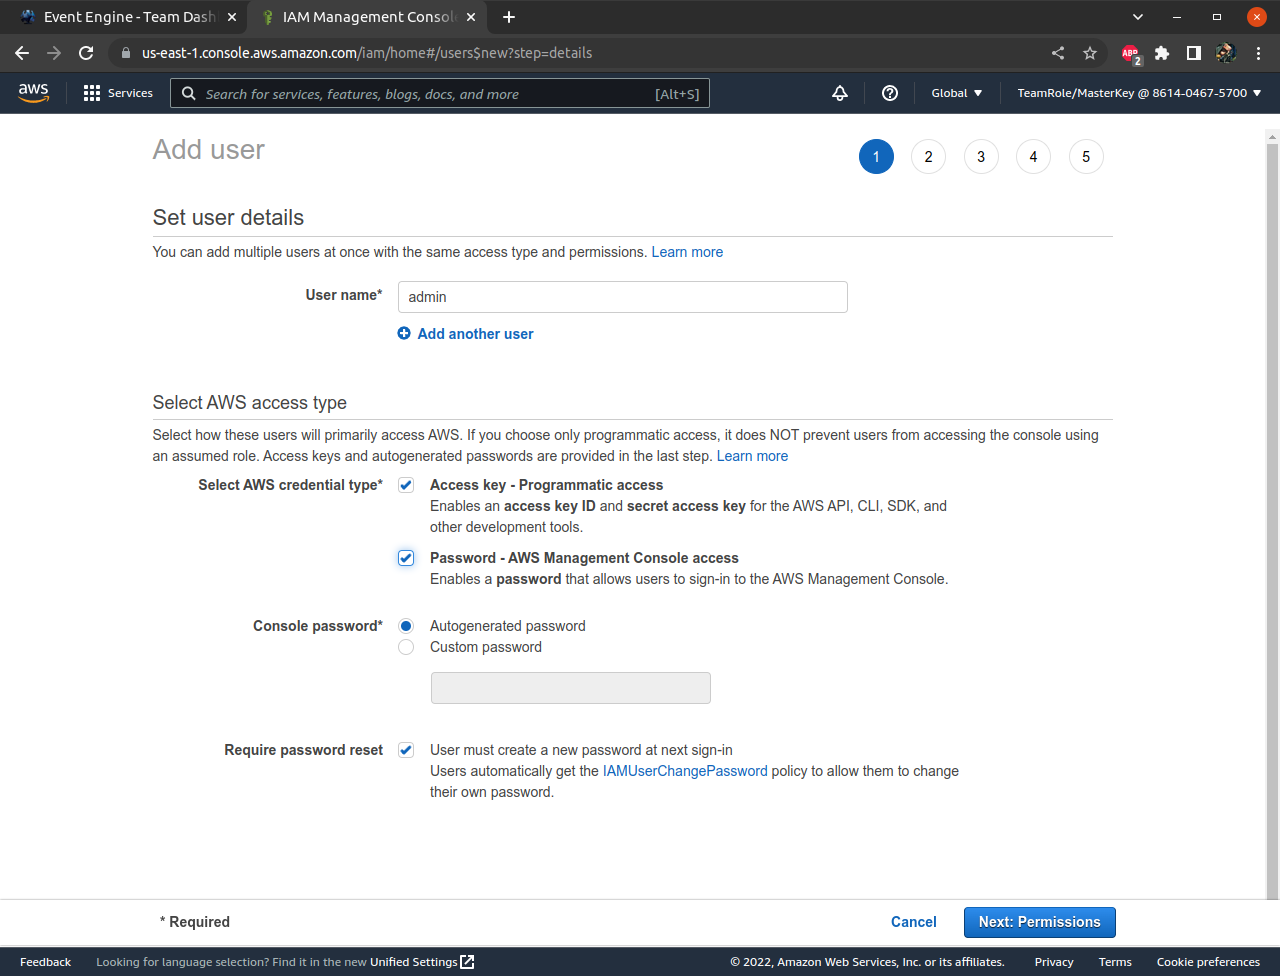 Event Engine - Team Dash
IAM Management Consol
us-east-1.console.aws.amazon.com/iam/home#/users$new?step=details
ABP
2
aws
Services
Search for services, features, blogs, docs, and more
[Alt+S]
Global
TeamRole/MasterKey @ 8614-0467-5700
Add user
1 2 3 4 5
Set user details
You can add multiple users at once with the same access type and permissions. Learn more
User name*
admin
Add another user
Select AWS access type
Select how these users will primarily access AWS. If you choose only programmatic access, it does NOT prevent users from accessing the console using
an assumed role. Access keys and autogenerated passwords are provided in the last step. Learn more
Select AWS credential type*
Access key - Programmatic access
Enables an access key ID and secret access key for the AWS API, CLI, SDK, and
other development tools.
Password - AWS Management Console access
Enables a password that allows users to sign-in to the AWS Management Console.
Console password*
Autogenerated password
Custom password
Require password reset
User must create a new password at next sign-in
Users automatically get the IAMUserChangePassword policy to allow them to change
their own password.
* Required
Cancel
Next: Permissions
Feedback
Looking for language selection? Find it in the new Unified Settings
© 2022, Amazon Web Services, Inc. or its affiliates.
Privacy
Terms
Cookie preferences